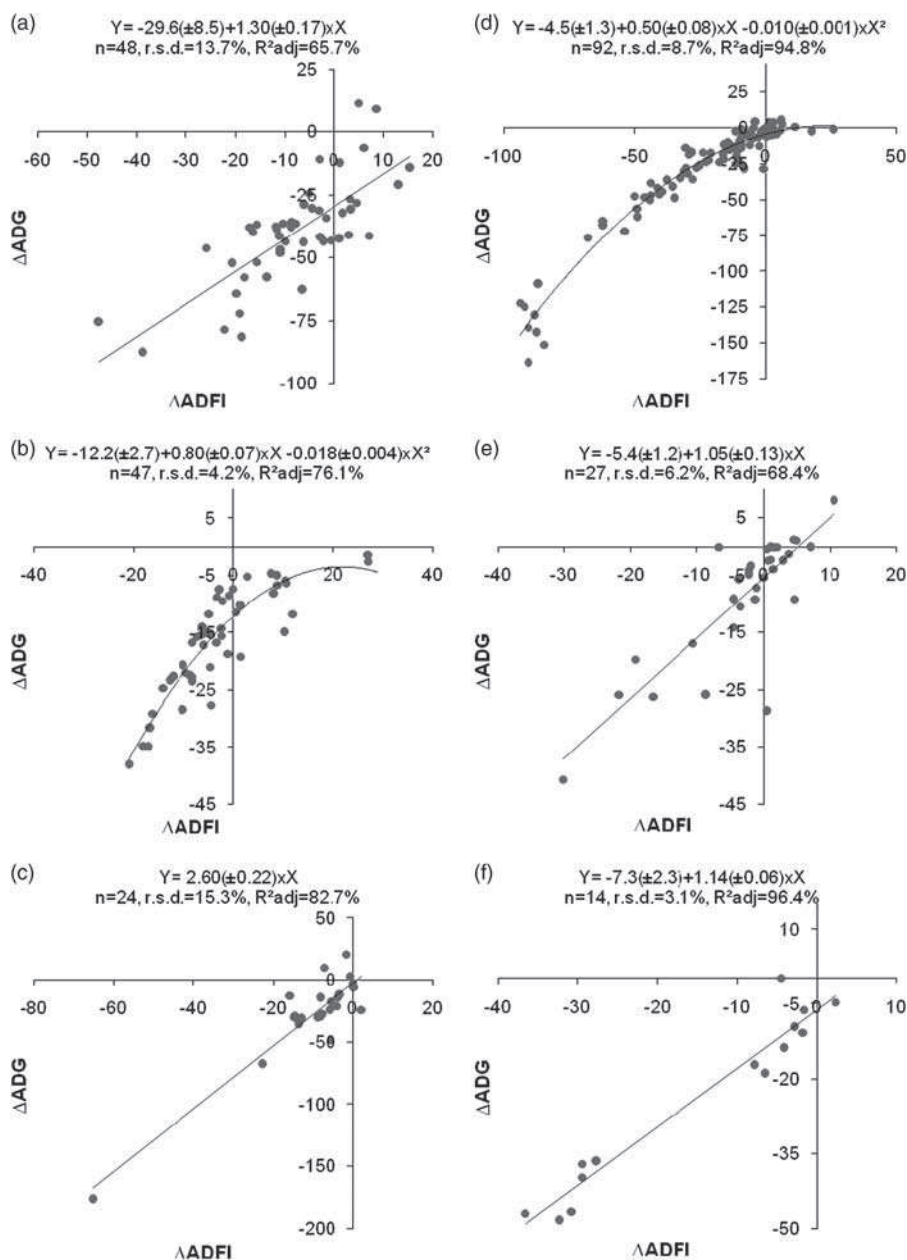 (a) Y= -29.6(±8.5)+1.30(±0.17)xX
n=48, r.s.d.=13.7%, R²adj=65.7%
25
-60 -40 -20 0 20 40
0
-25
-50
-75
-100
ΔADG
ΔADFI
(d) Y= -4.5(±1.3)+0.50(±0.08)xX -0.010(±0.001)xX²
n=92, r.s.d.=8.7%, R²adj=94.8%
25
-100 -50 0 50
0
-25
-50
-75
-100
-125
-150
-175
ΔADG
ΔADFI
(b) Y= -12.2(±2.7)+0.80(±0.07)xX -0.018(±0.004)xX²
n=47, r.s.d.=4.2%, R²adj=76.1%
5
-40 -20 0 20 40
-5
-15
-25
-35
-45
ΔADG
ΔADFI
(e) Y= -5.4(±1.2)+1.05(±0.13)xX
n=27, r.s.d.=6.2%, R²adj=68.4%
5
-40 -30 -20 -10 0 10 20
-5
-15
-25
-35
-45
ΔADG
ΔADFI
(c) Y= 2.60(±0.22)xX
n=24, r.s.d.=15.3%, R²adj=82.7%
50
-80 -60 -40 -20 0 20
0
-50
-100
-150
-200
ΔADG
ΔADFI
(f) Y= -7.3(±2.3)+1.14(±0.06)xX
n=14, r.s.d.=3.1%, R²adj=96.4%
10
-40 -30 -20 -10 0 10
-5
-20
-35
-50
ΔADG
ΔADFI